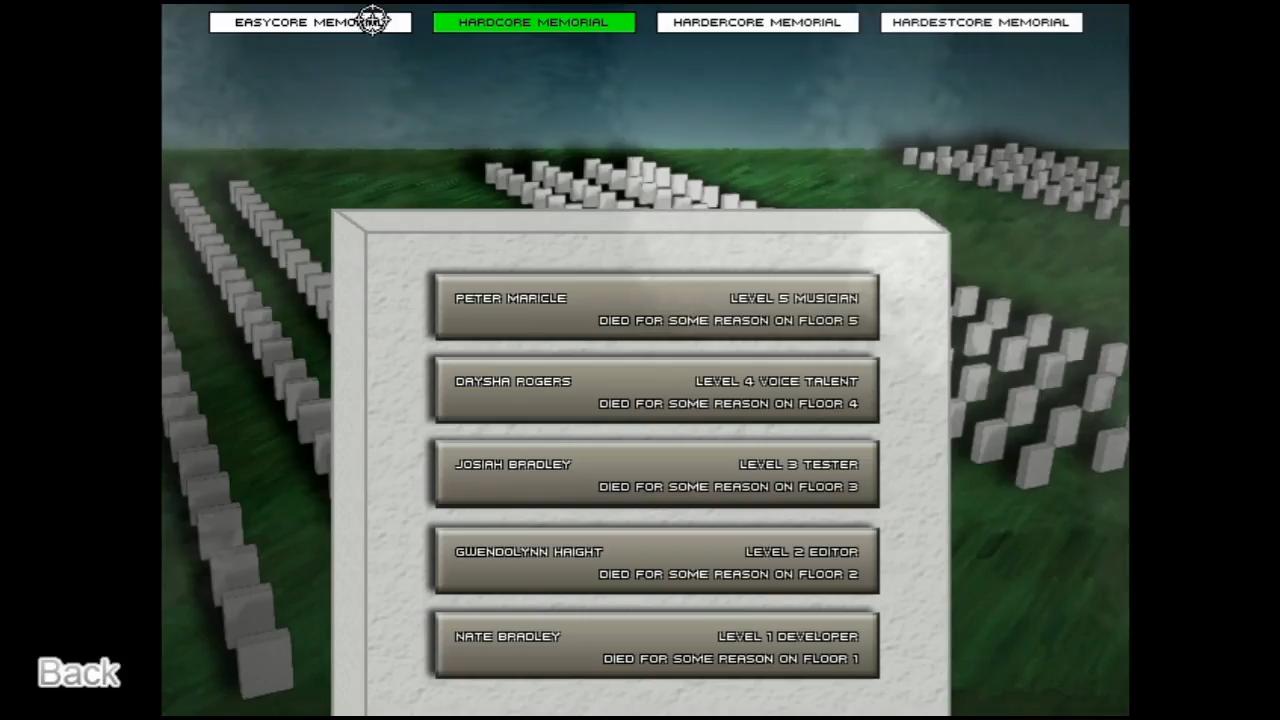 EASYCORE MEMO
HARDCORE MEMORIAL
HARDERCORE MEMORIAL
HARDESTCORE MEMORIAL
PETER MARICLE LEVEL 5 MUSICIAN
DIED FOR SOME REASON ON FLOOR 5
DAYSHA ROGERS LEVEL 4 VOICE TALENT
DIED FOR SOME REASON ON FLOOR 4
JOSIAH BRADLEY LEVEL 3 TESTER
DIED FOR SOME REASON ON FLOOR 3
GWENDOLYNN HAIGHT LEVEL 2 EDITOR
DIED FOR SOME REASON ON FLOOR 2
NATE BRADLEY LEVEL 1 DEVELOPER
DIED FOR SOME REASON ON FLOOR 1
Back